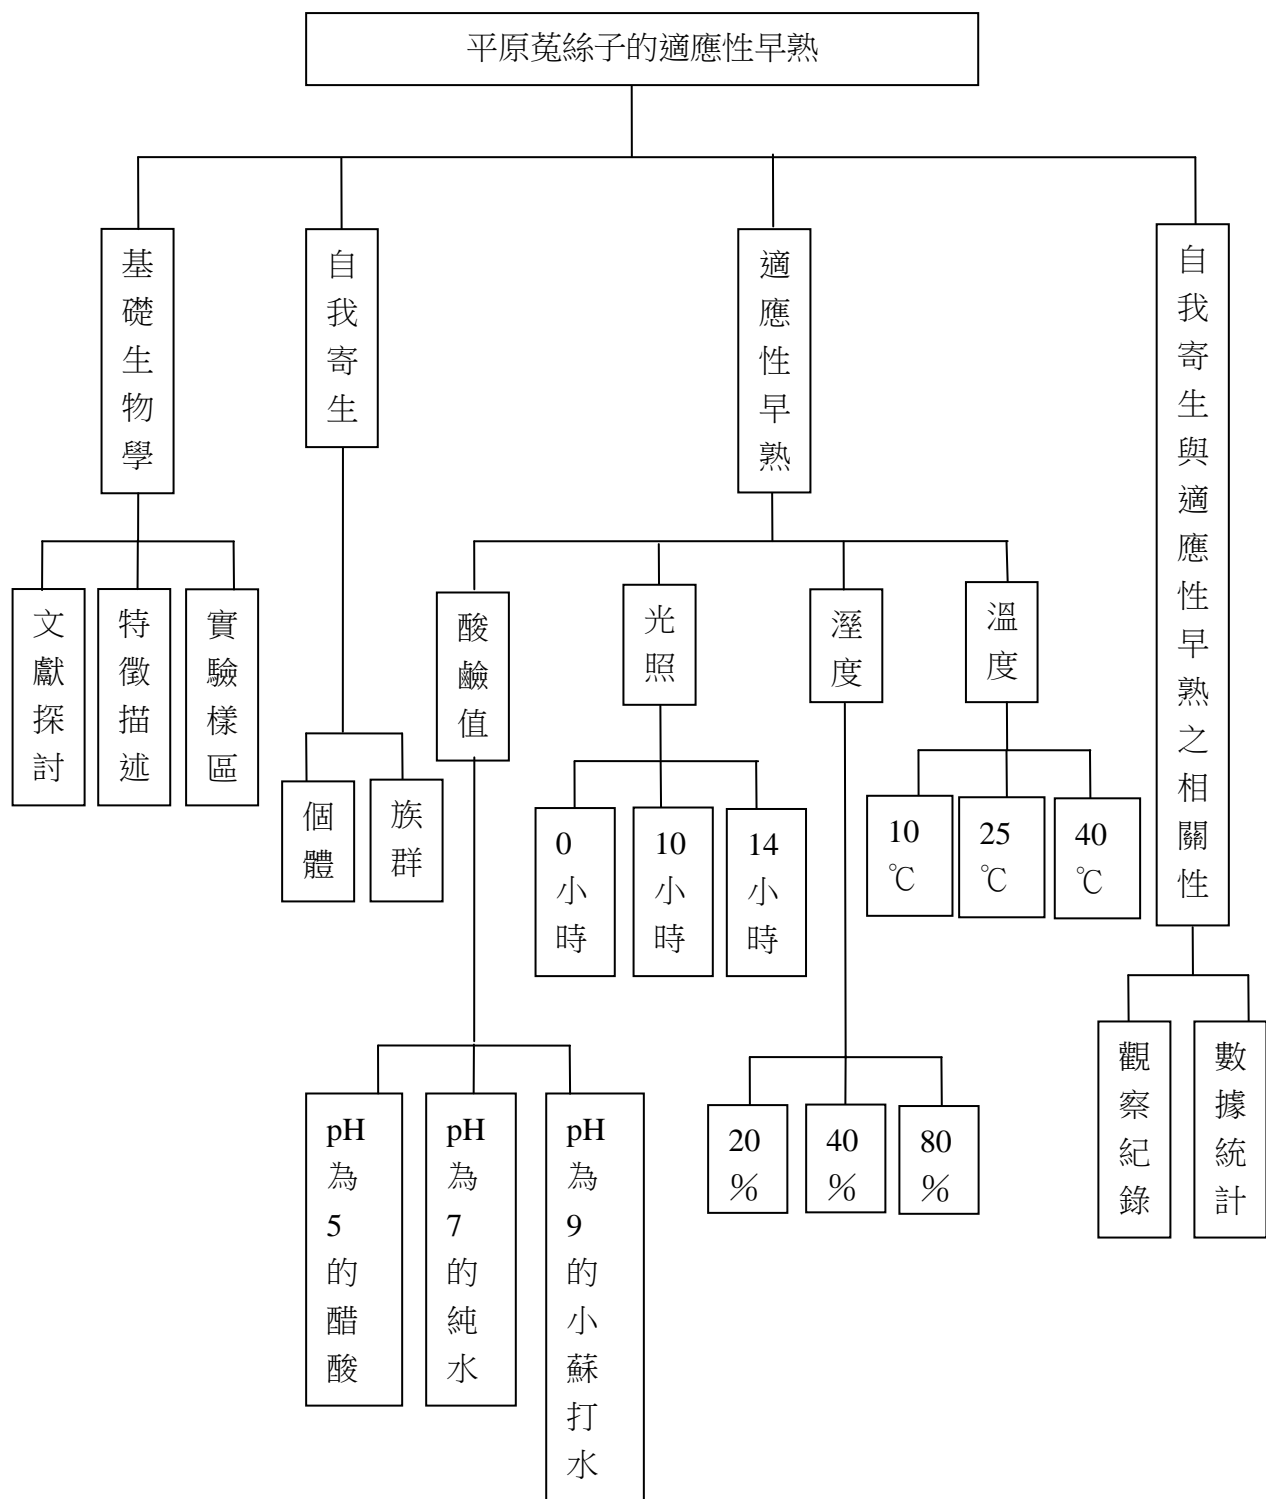 平原菟絲子的適應性早熟
基礎生物學
自我寄生
適應性早熟
自我寄生與適應性早熟之相關性
文獻探討
特徵描述
實驗樣區
個體
族群
酸鹼值
光照
溼度
溫度
0小時
10小時
14小時
10℃
25℃
40℃
pH為5的醋酸
pH為7的純水
pH為9的小蘇打水
20%
40%
80%
觀察紀錄
數據統計